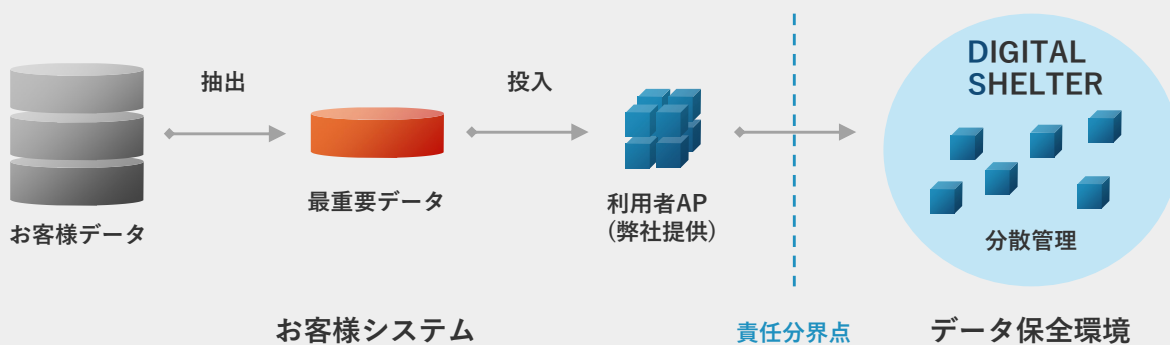 抽出
投入
DIGITAL
SHELTER
お客様データ
最重要データ
利用者AP
(弊社提供)
分散管理
お客様システム
責任分界点
データ保全環境